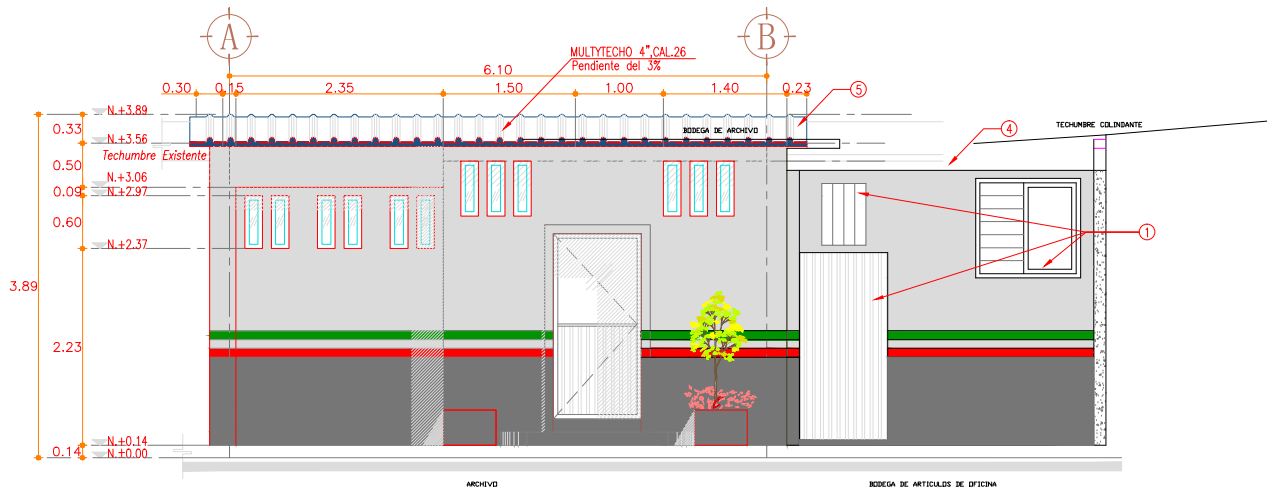 A
B
MULTYTECHO 4",CAL.26
Pendiente del 3%
6.10
0.30
0.15
2.35
1.50
1.00
1.40
0.23
5
N.+3.89
0.33
BODEGA DE ARCHIVO
TECHUMBRE COLINDANTE
4
N.+3.56
Techumbre Existente
0.50
N.+3.06
0.09
N.+2.97
0.60
1
N.+2.37
3.89
2.23
N.+0.14
0.14
N.+0.00
ARCHIVO
BODEGA DE ARTICULOS DE OFICINA